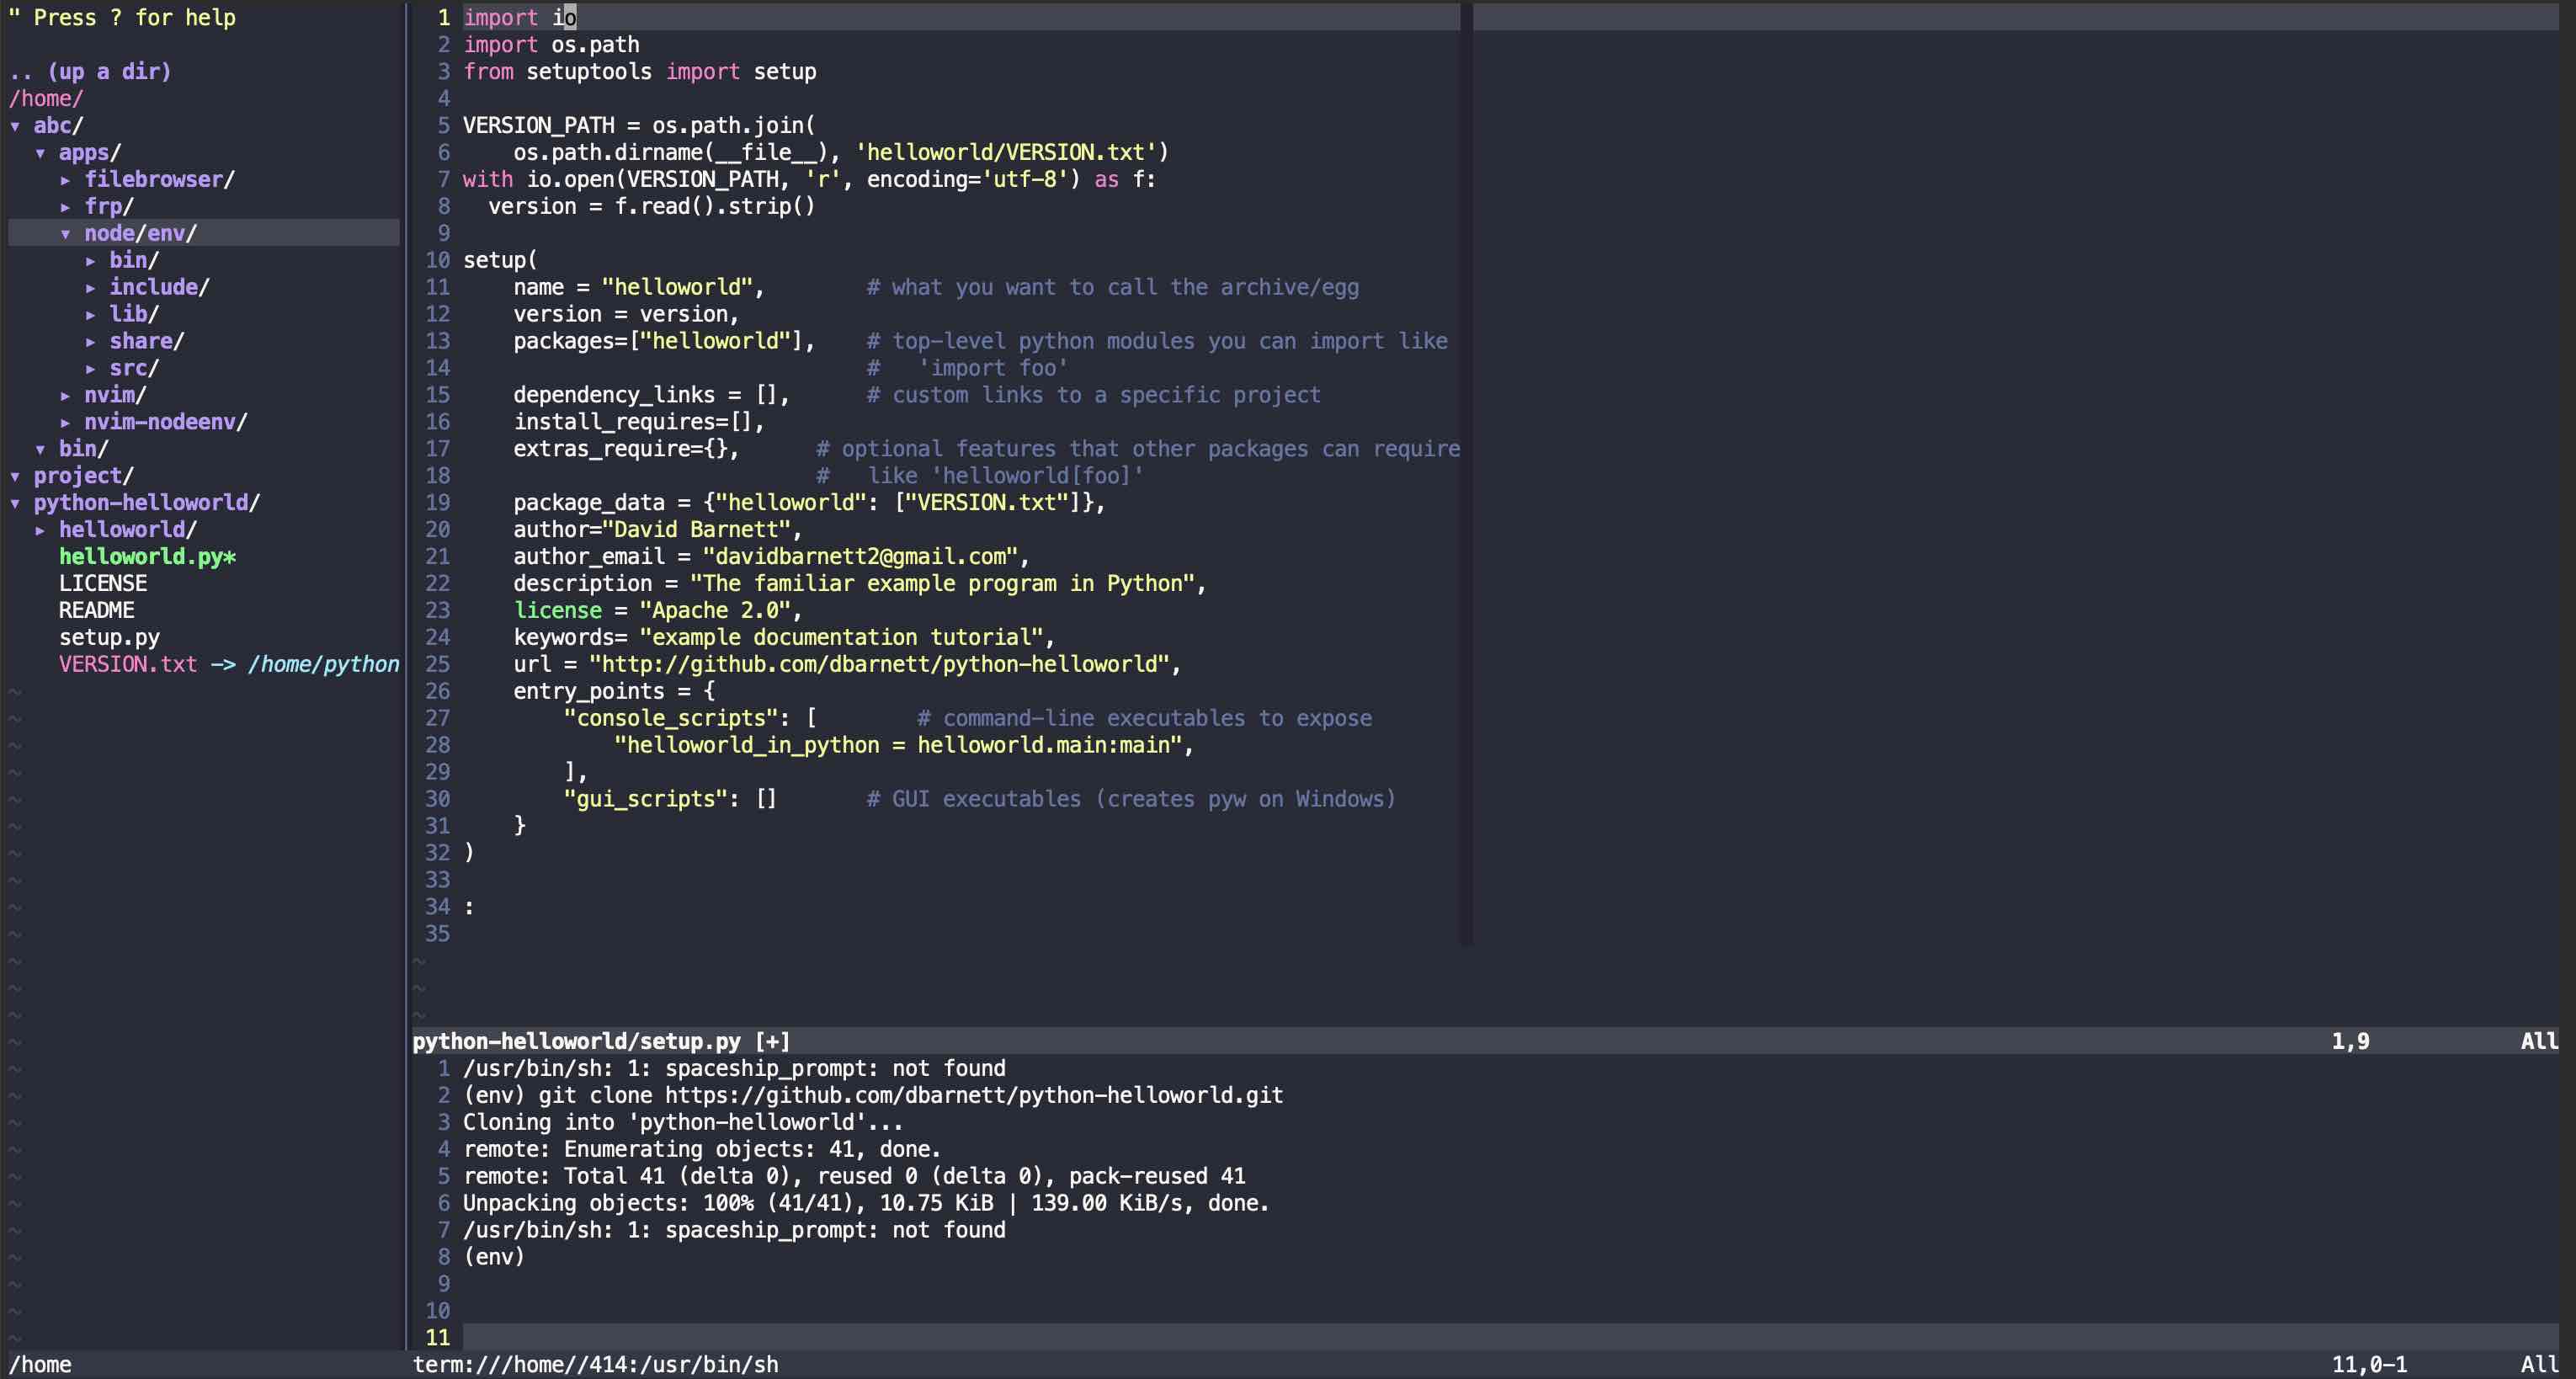 " Press ? for help
.. (up a dir)
/home/
▾ abc/
▾ apps/
▸ filebrowser/
▸ frp/
▾ node/env/
▸ bin/
▸ include/
▸ lib/
▸ share/
▸ src/
▸ nvim/
▸ nvim-nodeenv/
▾ bin/
▾ project/
▾ python-helloworld/
▸ helloworld/
helloworld.py*
LICENSE
README
setup.py
VERSION.txt -> /home/python
/home
1 import io
2 import os.path
3 from setuptools import setup
4
5 VERSION_PATH = os.path.join(
6     os.path.dirname(__file__), 'helloworld/VERSION.txt')
7 with io.open(VERSION_PATH, 'r', encoding='utf-8') as f:
8   version = f.read().strip()
9
10 setup(
11     name = "helloworld",        # what you want to call the archive/egg
12     version = version,
13     packages=["helloworld"],    # top-level python modules you can import like
14                                 #   'import foo'
15     dependency_links = [],      # custom links to a specific project
16     install_requires=[],
17     extras_require={},      # optional features that other packages can require
18                             #   like 'helloworld[foo]'
19     package_data = {"helloworld": ["VERSION.txt"]},
20     author="David Barnett",
21     author_email = "davidbarnett2@gmail.com",
22     description = "The familiar example program in Python",
23     license = "Apache 2.0",
24     keywords= "example documentation tutorial",
25     url = "http://github.com/dbarnett/python-helloworld",
26     entry_points = {
27         "console_scripts": [        # command-line executables to expose
28             "helloworld_in_python = helloworld.main:main",
29         ],
30         "gui_scripts": []       # GUI executables (creates pyw on Windows)
31     }
32 )
33
34 :
35
python-helloworld/setup.py [+] 1,9 All
1 /usr/bin/sh: 1: spaceship_prompt: not found
2 (env) git clone https://github.com/dbarnett/python-helloworld.git
3 Cloning into 'python-helloworld'...
4 remote: Enumerating objects: 41, done.
5 remote: Total 41 (delta 0), reused 0 (delta 0), pack-reused 41
6 Unpacking objects: 100% (41/41), 10.75 KiB | 139.00 KiB/s, done.
7 /usr/bin/sh: 1: spaceship_prompt: not found
8 (env)
9
10
11
term:///home//414:/usr/bin/sh 11,0-1 All